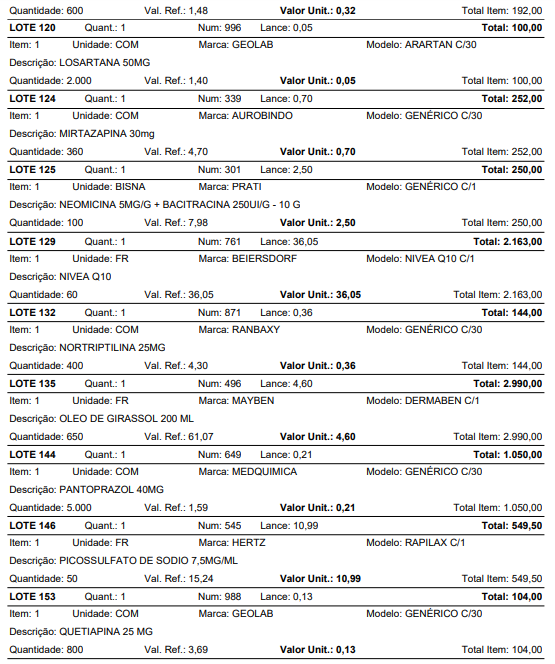 Quantidade: 600 Val. Ref.: 1,48 Valor Unit.: 0,32 Total Item: 192,00
LOTE 120 Quant.: 1 Num: 996 Lance: 0,05 Total: 100,00
Item: 1 Unidade: COM Marca: GEOLAB Modelo: ARARTAN C/30
Descrição: LOSARTANA 50MG
Quantidade: 2.000 Val. Ref.: 1,40 Valor Unit.: 0,05 Total Item: 100,00
LOTE 124 Quant.: 1 Num: 339 Lance: 0,70 Total: 252,00
Item: 1 Unidade: COM Marca: AUROBINDO Modelo: GENÉRICO C/30
Descrição: MIRTAZAPINA 30mg
Quantidade: 360 Val. Ref.: 4,70 Valor Unit.: 0,70 Total Item: 252,00
LOTE 125 Quant.: 1 Num: 301 Lance: 2,50 Total: 250,00
Item: 1 Unidade: BISNA Marca: PRATI Modelo: GENÉRICO C/1
Descrição: NEOMICINA 5MG/G + BACITRACINA 250UI/G - 10 G
Quantidade: 100 Val. Ref.: 7,98 Valor Unit.: 2,50 Total Item: 250,00
LOTE 129 Quant.: 1 Num: 761 Lance: 36,05 Total: 2.163,00
Item: 1 Unidade: FR Marca: BEIERSDORF Modelo: NIVEA Q10 C/1
Descrição: NIVEA Q10
Quantidade: 60 Val. Ref.: 36,05 Valor Unit.: 36,05 Total Item: 2.163,00
LOTE 132 Quant.: 1 Num: 871 Lance: 0,36 Total: 144,00
Item: 1 Unidade: COM Marca: RANBAXY Modelo: GENÉRICO C/30
Descrição: NORTRIPTILINA 25MG
Quantidade: 400 Val. Ref.: 4,30 Valor Unit.: 0,36 Total Item: 144,00
LOTE 135 Quant.: 1 Num: 496 Lance: 4,60 Total: 2.990,00
Item: 1 Unidade: FR Marca: MAYBEN Modelo: DERMABEN C/1
Descrição: OLEO DE GIRASSOL 200 ML
Quantidade: 650 Val. Ref.: 61,07 Valor Unit.: 4,60 Total Item: 2.990,00
LOTE 144 Quant.: 1 Num: 649 Lance: 0,21 Total: 1.050,00
Item: 1 Unidade: COM Marca: MEDQUIMICA Modelo: GENÉRICO C/30
Descrição: PANTOPRAZOL 40MG
Quantidade: 5.000 Val. Ref.: 1,59 Valor Unit.: 0,21 Total Item: 1.050,00
LOTE 146 Quant.: 1 Num: 545 Lance: 10,99 Total: 549,50
Item: 1 Unidade: FR Marca: HERTZ Modelo: RAPILAX C/1
Descrição: PICOSSULFATO DE SODIO 7,5MG/ML
Quantidade: 50 Val. Ref.: 15,24 Valor Unit.: 10,99 Total Item: 549,50
LOTE 153 Quant.: 1 Num: 988 Lance: 0,13 Total: 104,00
Item: 1 Unidade: COM Marca: GEOLAB Modelo: GENÉRICO C/30
Descrição: QUETIAPINA 25 MG
Quantidade: 800 Val. Ref.: 3,69 Valor Unit.: 0,13 Total Item: 104,00